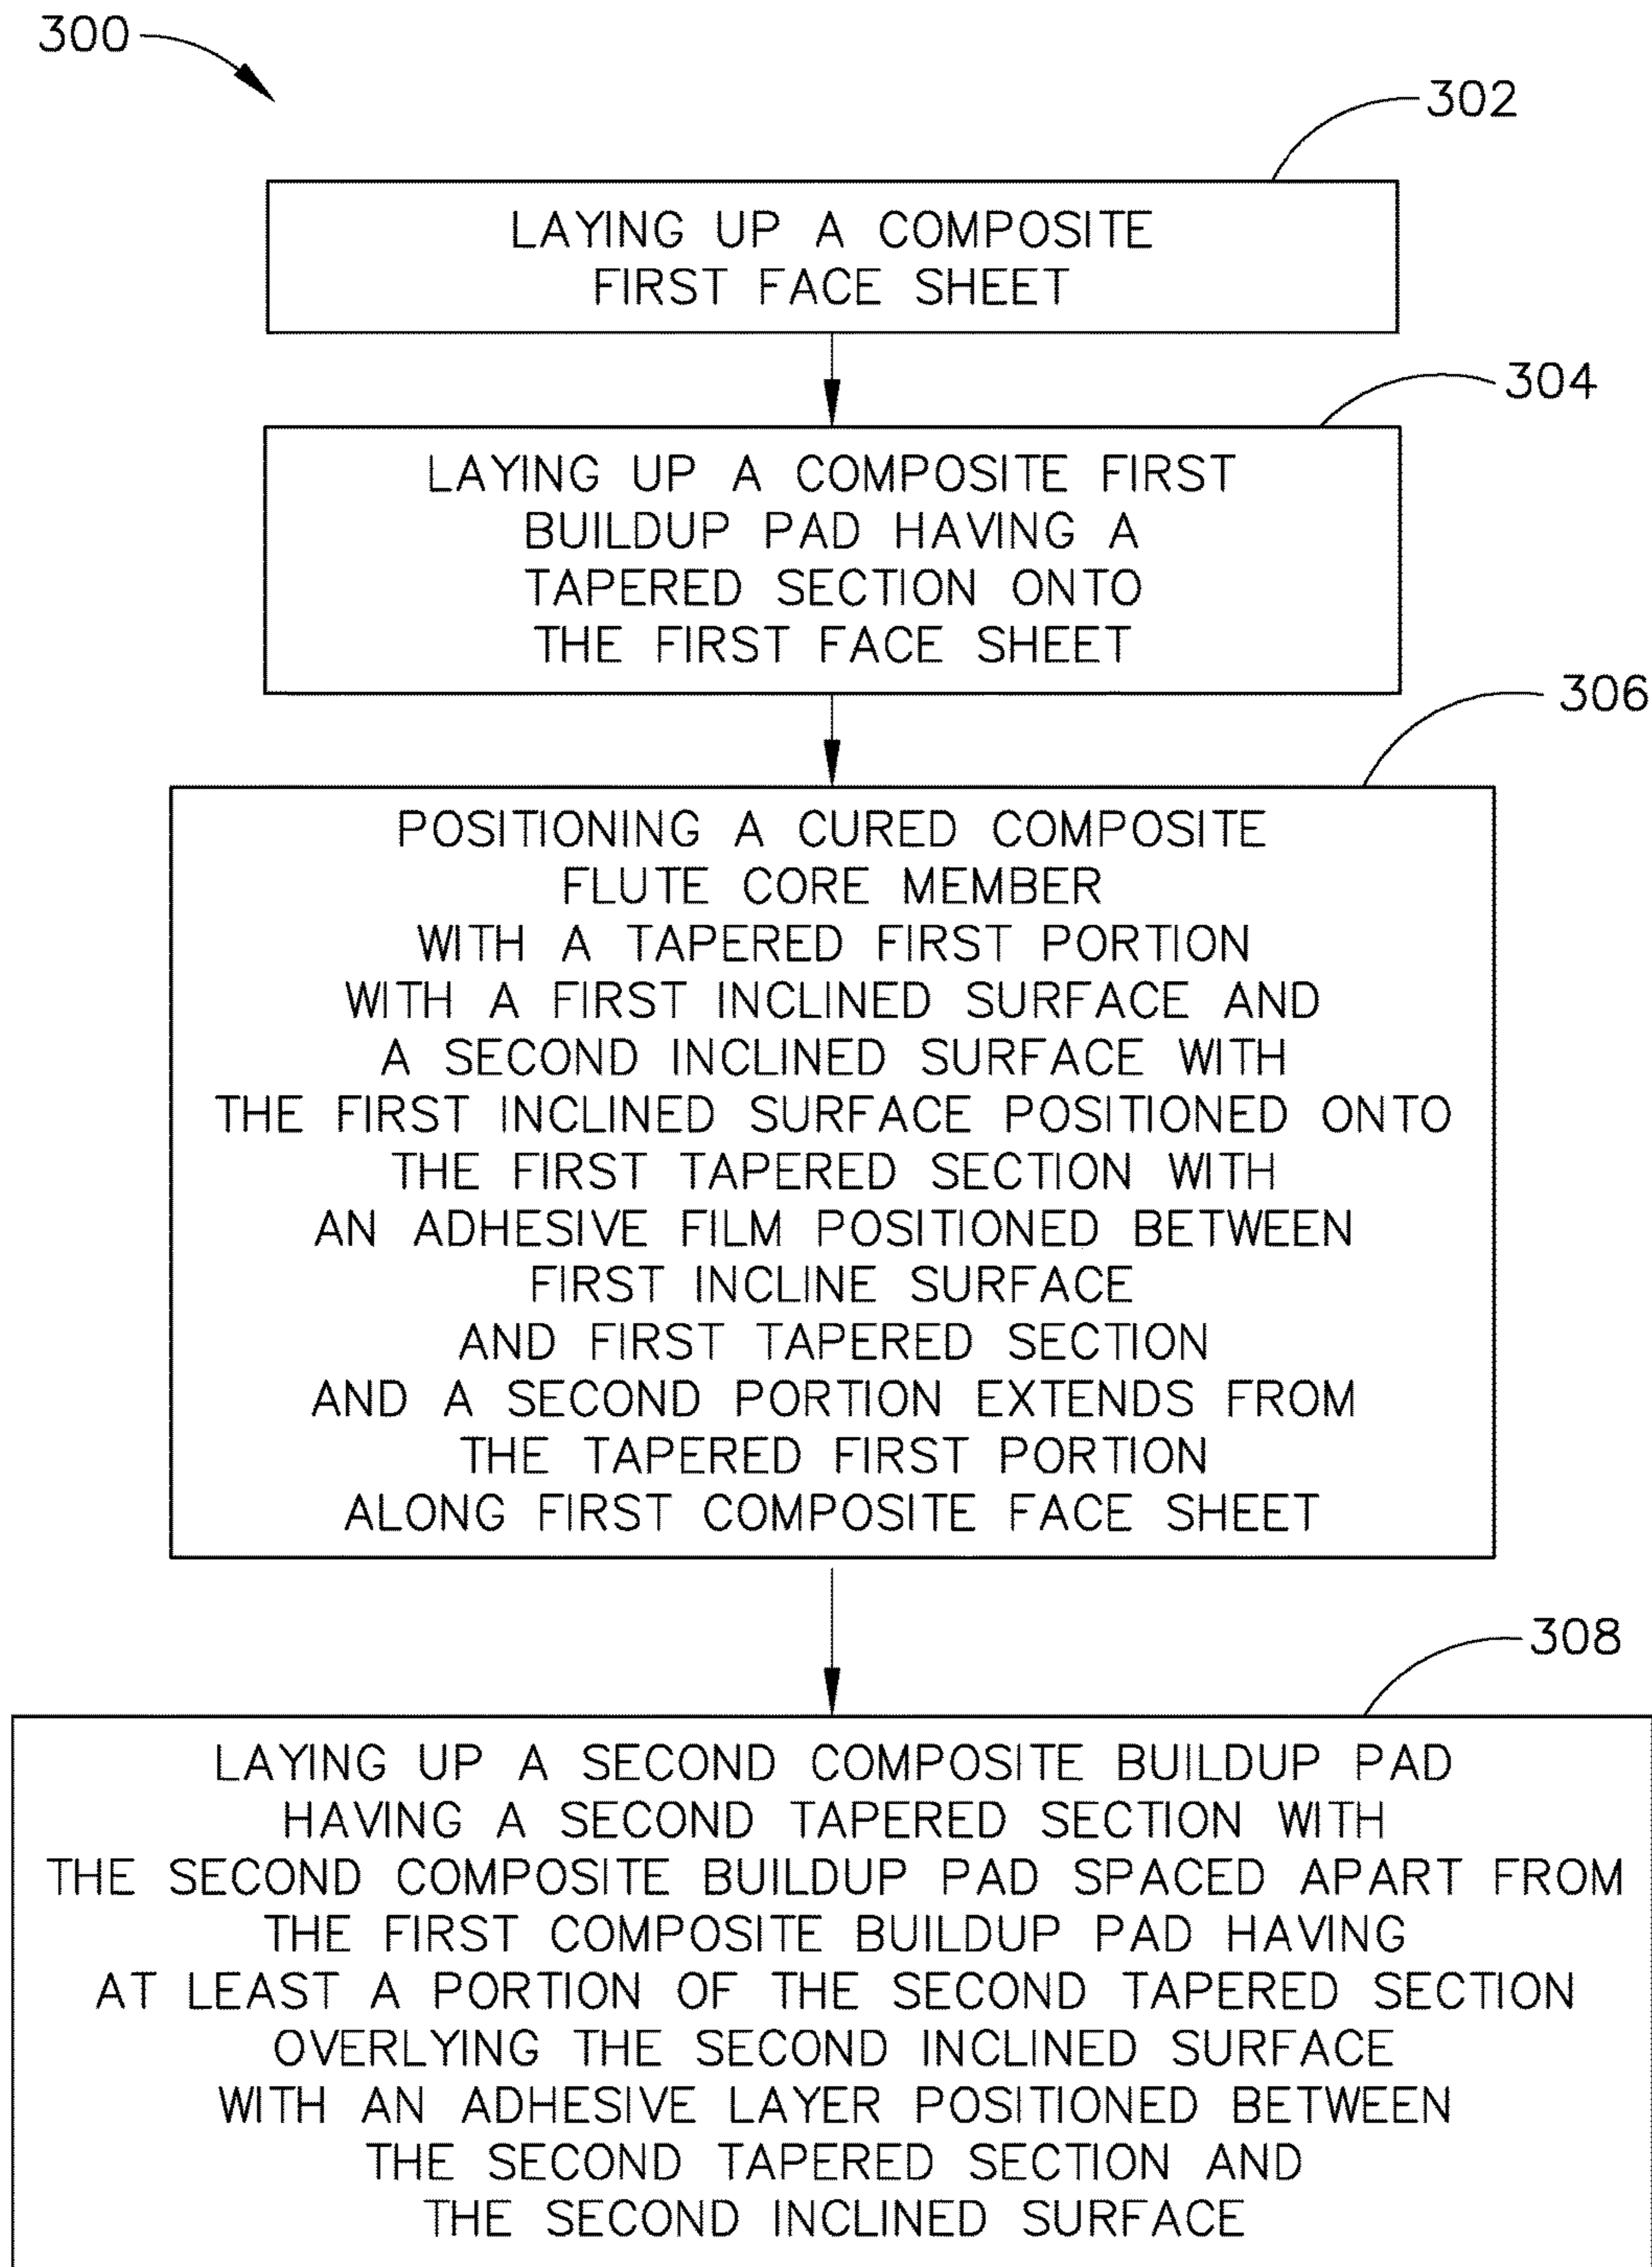 300
302
LAYING UP A COMPOSITE
FIRST FACE SHEET
304
LAYING UP A COMPOSITE FIRST
BUILDUP PAD HAVING A
TAPERED SECTION ONTO
THE FIRST FACE SHEET
306
POSITIONING A CURED COMPOSITE
FLUTE CORE MEMBER
WITH A TAPERED FIRST PORTION
WITH A FIRST INCLINED SURFACE AND
A SECOND INCLINED SURFACE WITH
THE FIRST INCLINED SURFACE POSITIONED ONTO
THE FIRST TAPERED SECTION WITH
AN ADHESIVE FILM POSITIONED BETWEEN
FIRST INCLINE SURFACE
AND FIRST TAPERED SECTION
AND A SECOND PORTION EXTENDS FROM
THE TAPERED FIRST PORTION
ALONG FIRST COMPOSITE FACE SHEET
308
LAYING UP A SECOND COMPOSITE BUILDUP PAD
HAVING A SECOND TAPERED SECTION WITH
THE SECOND COMPOSITE BUILDUP PAD SPACED APART FROM
THE FIRST COMPOSITE BUILDUP PAD HAVING
AT LEAST A PORTION OF THE SECOND TAPERED SECTION
OVERLYING THE SECOND INCLINED SURFACE
WITH AN ADHESIVE LAYER POSITIONED BETWEEN
THE SECOND TAPERED SECTION AND
THE SECOND INCLINED SURFACE